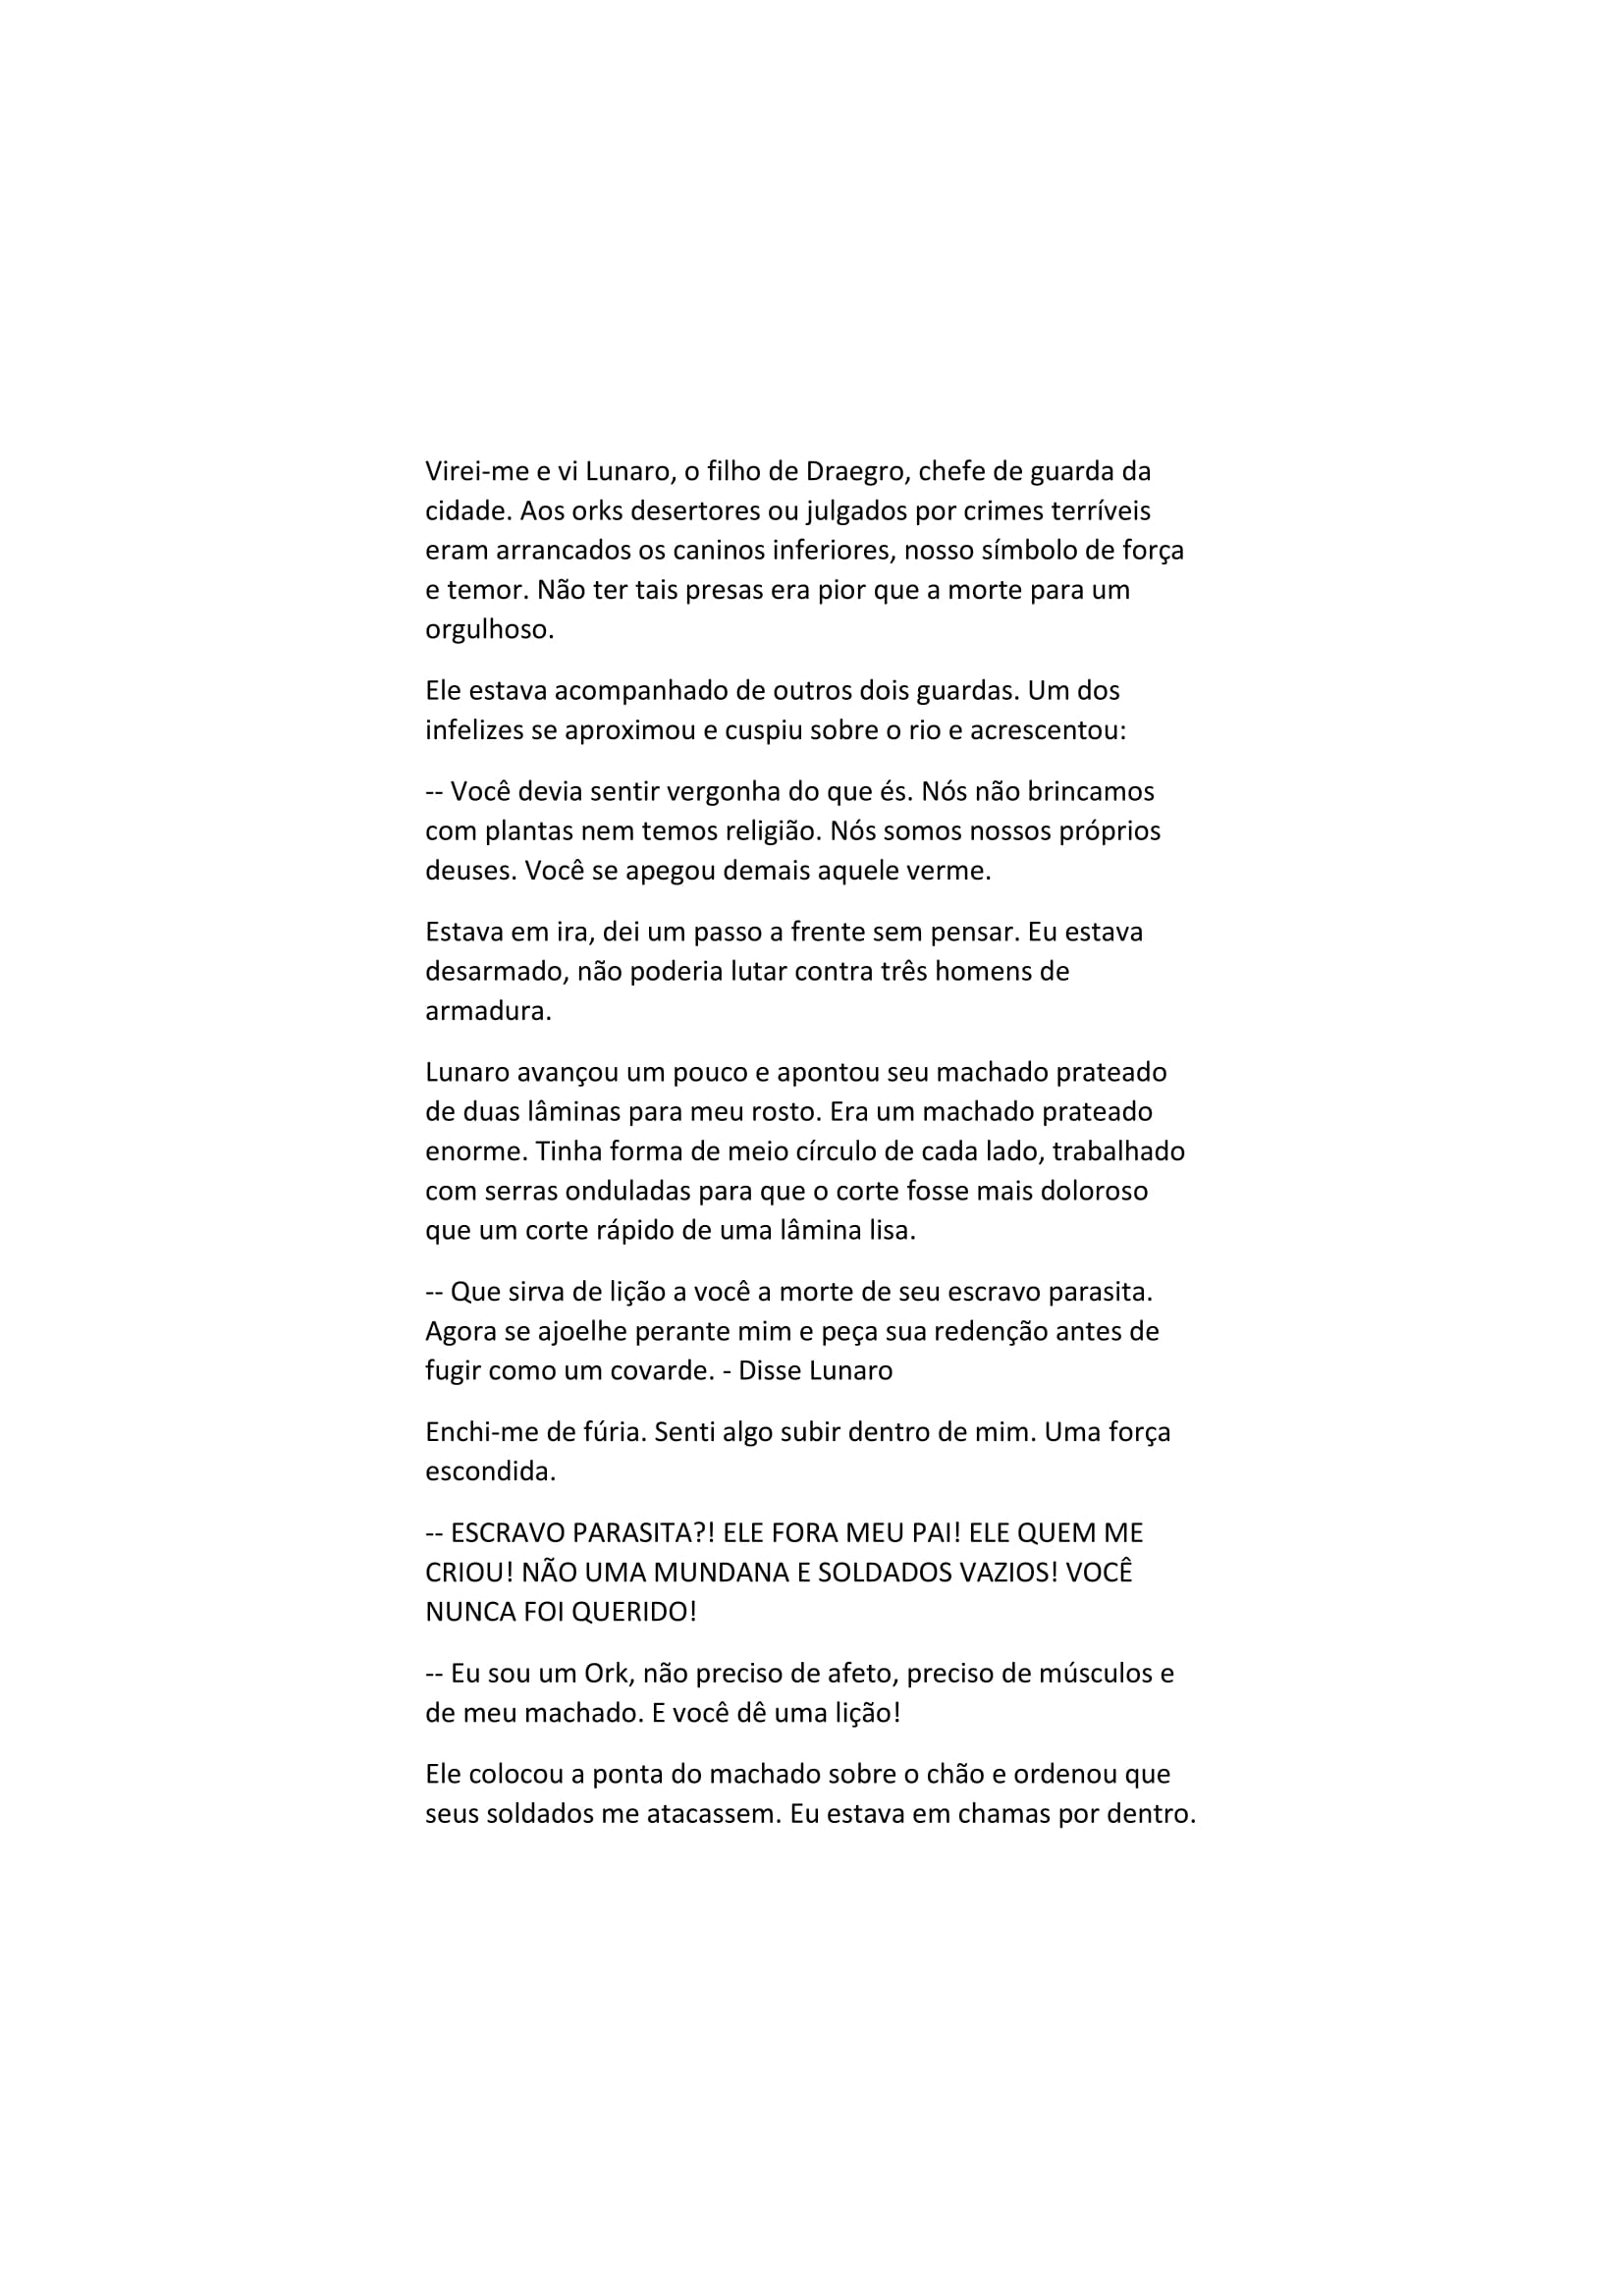 Virei-me e vi Lunaro, o filho de Draegro, chefe de guarda da
cidade. Aos orks desertores ou julgados por crimes terríveis
eram arrancados os caninos inferiores, nosso símbolo de força
e temor. Não ter tais presas era pior que a morte para um
orgulhoso.
Ele estava acompanhado de outros dois guardas. Um dos
infelizes se aproximou e cuspiu sobre o rio e acrescentou:
-- Você devia sentir vergonha do que és. Nós não brincamos
com plantas nem temos religião. Nós somos nossos próprios
deuses. Você se apegou demais aquele verme.
Estava em ira, dei um passo a frente sem pensar. Eu estava
desarmado, não poderia lutar contra três homens de
armadura.
Lunaro avançou um pouco e apontou seu machado prateado
de duas lâminas para meu rosto. Era um machado prateado
enorme. Tinha forma de meio círculo de cada lado, trabalhado
com serras onduladas para que o corte fosse mais doloroso
que um corte rápido de uma lâmina lisa.
-- Que sirva de lição a você a morte de seu escravo parasita.
Agora se ajoelhe perante mim e peça sua redenção antes de
fugir como um covarde. - Disse Lunaro
Enchi-me de fúria. Senti algo subir dentro de mim. Uma força
escondida.
-- ESCRAVO PARASITA?! ELE FORA MEU PAI! ELE QUEM ME
CRIOU! NÃO UMA MUNDANA E SOLDADOS VAZIOS! VOCÊ
NUNCA FOI QUERIDO!
-- Eu sou um Ork, não preciso de afeto, preciso de músculos e
de meu machado. E você dê uma lição!
Ele colocou a ponta do machado sobre o chão e ordenou que
seus soldados me atacassem. Eu estava em chamas por dentro.